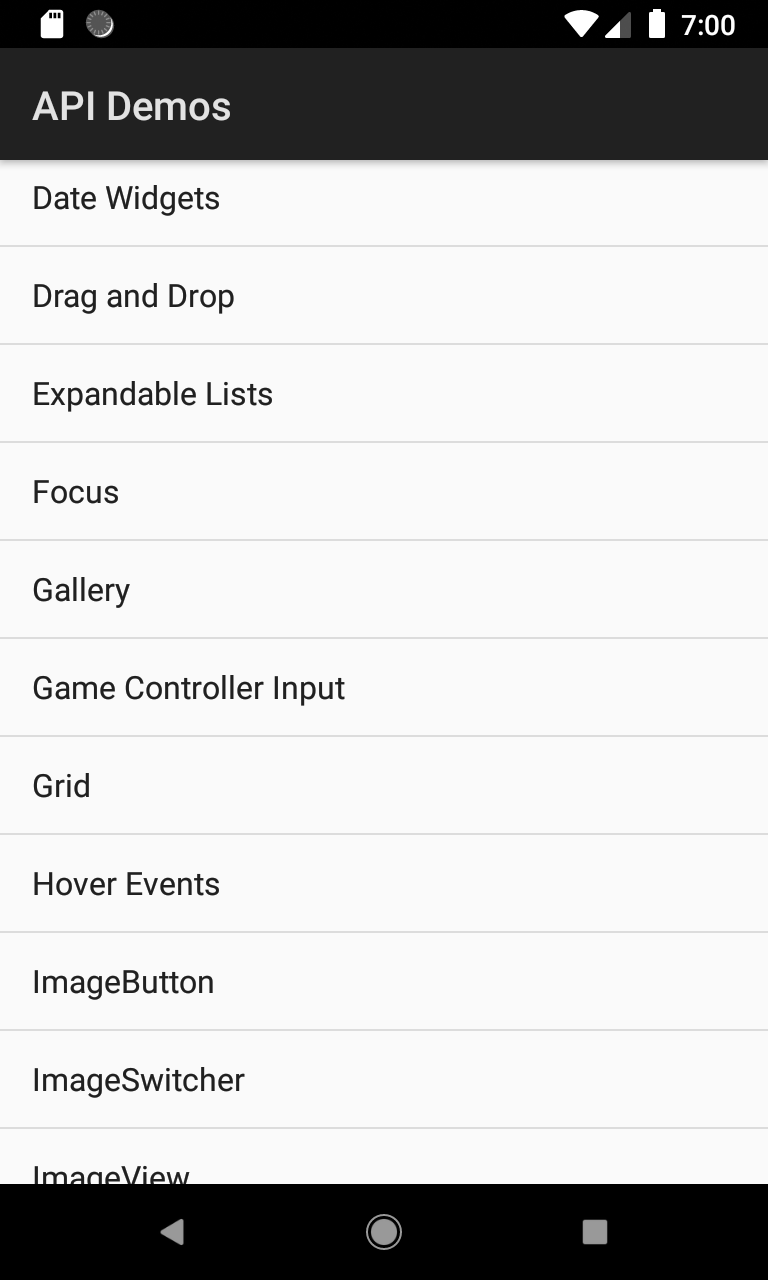 7:00
API Demos
Date Widgets
Drag and Drop
Expandable Lists
Focus
Gallery
Game Controller Input
Grid
Hover Events
ImageButton
ImageSwitcher
ImageView